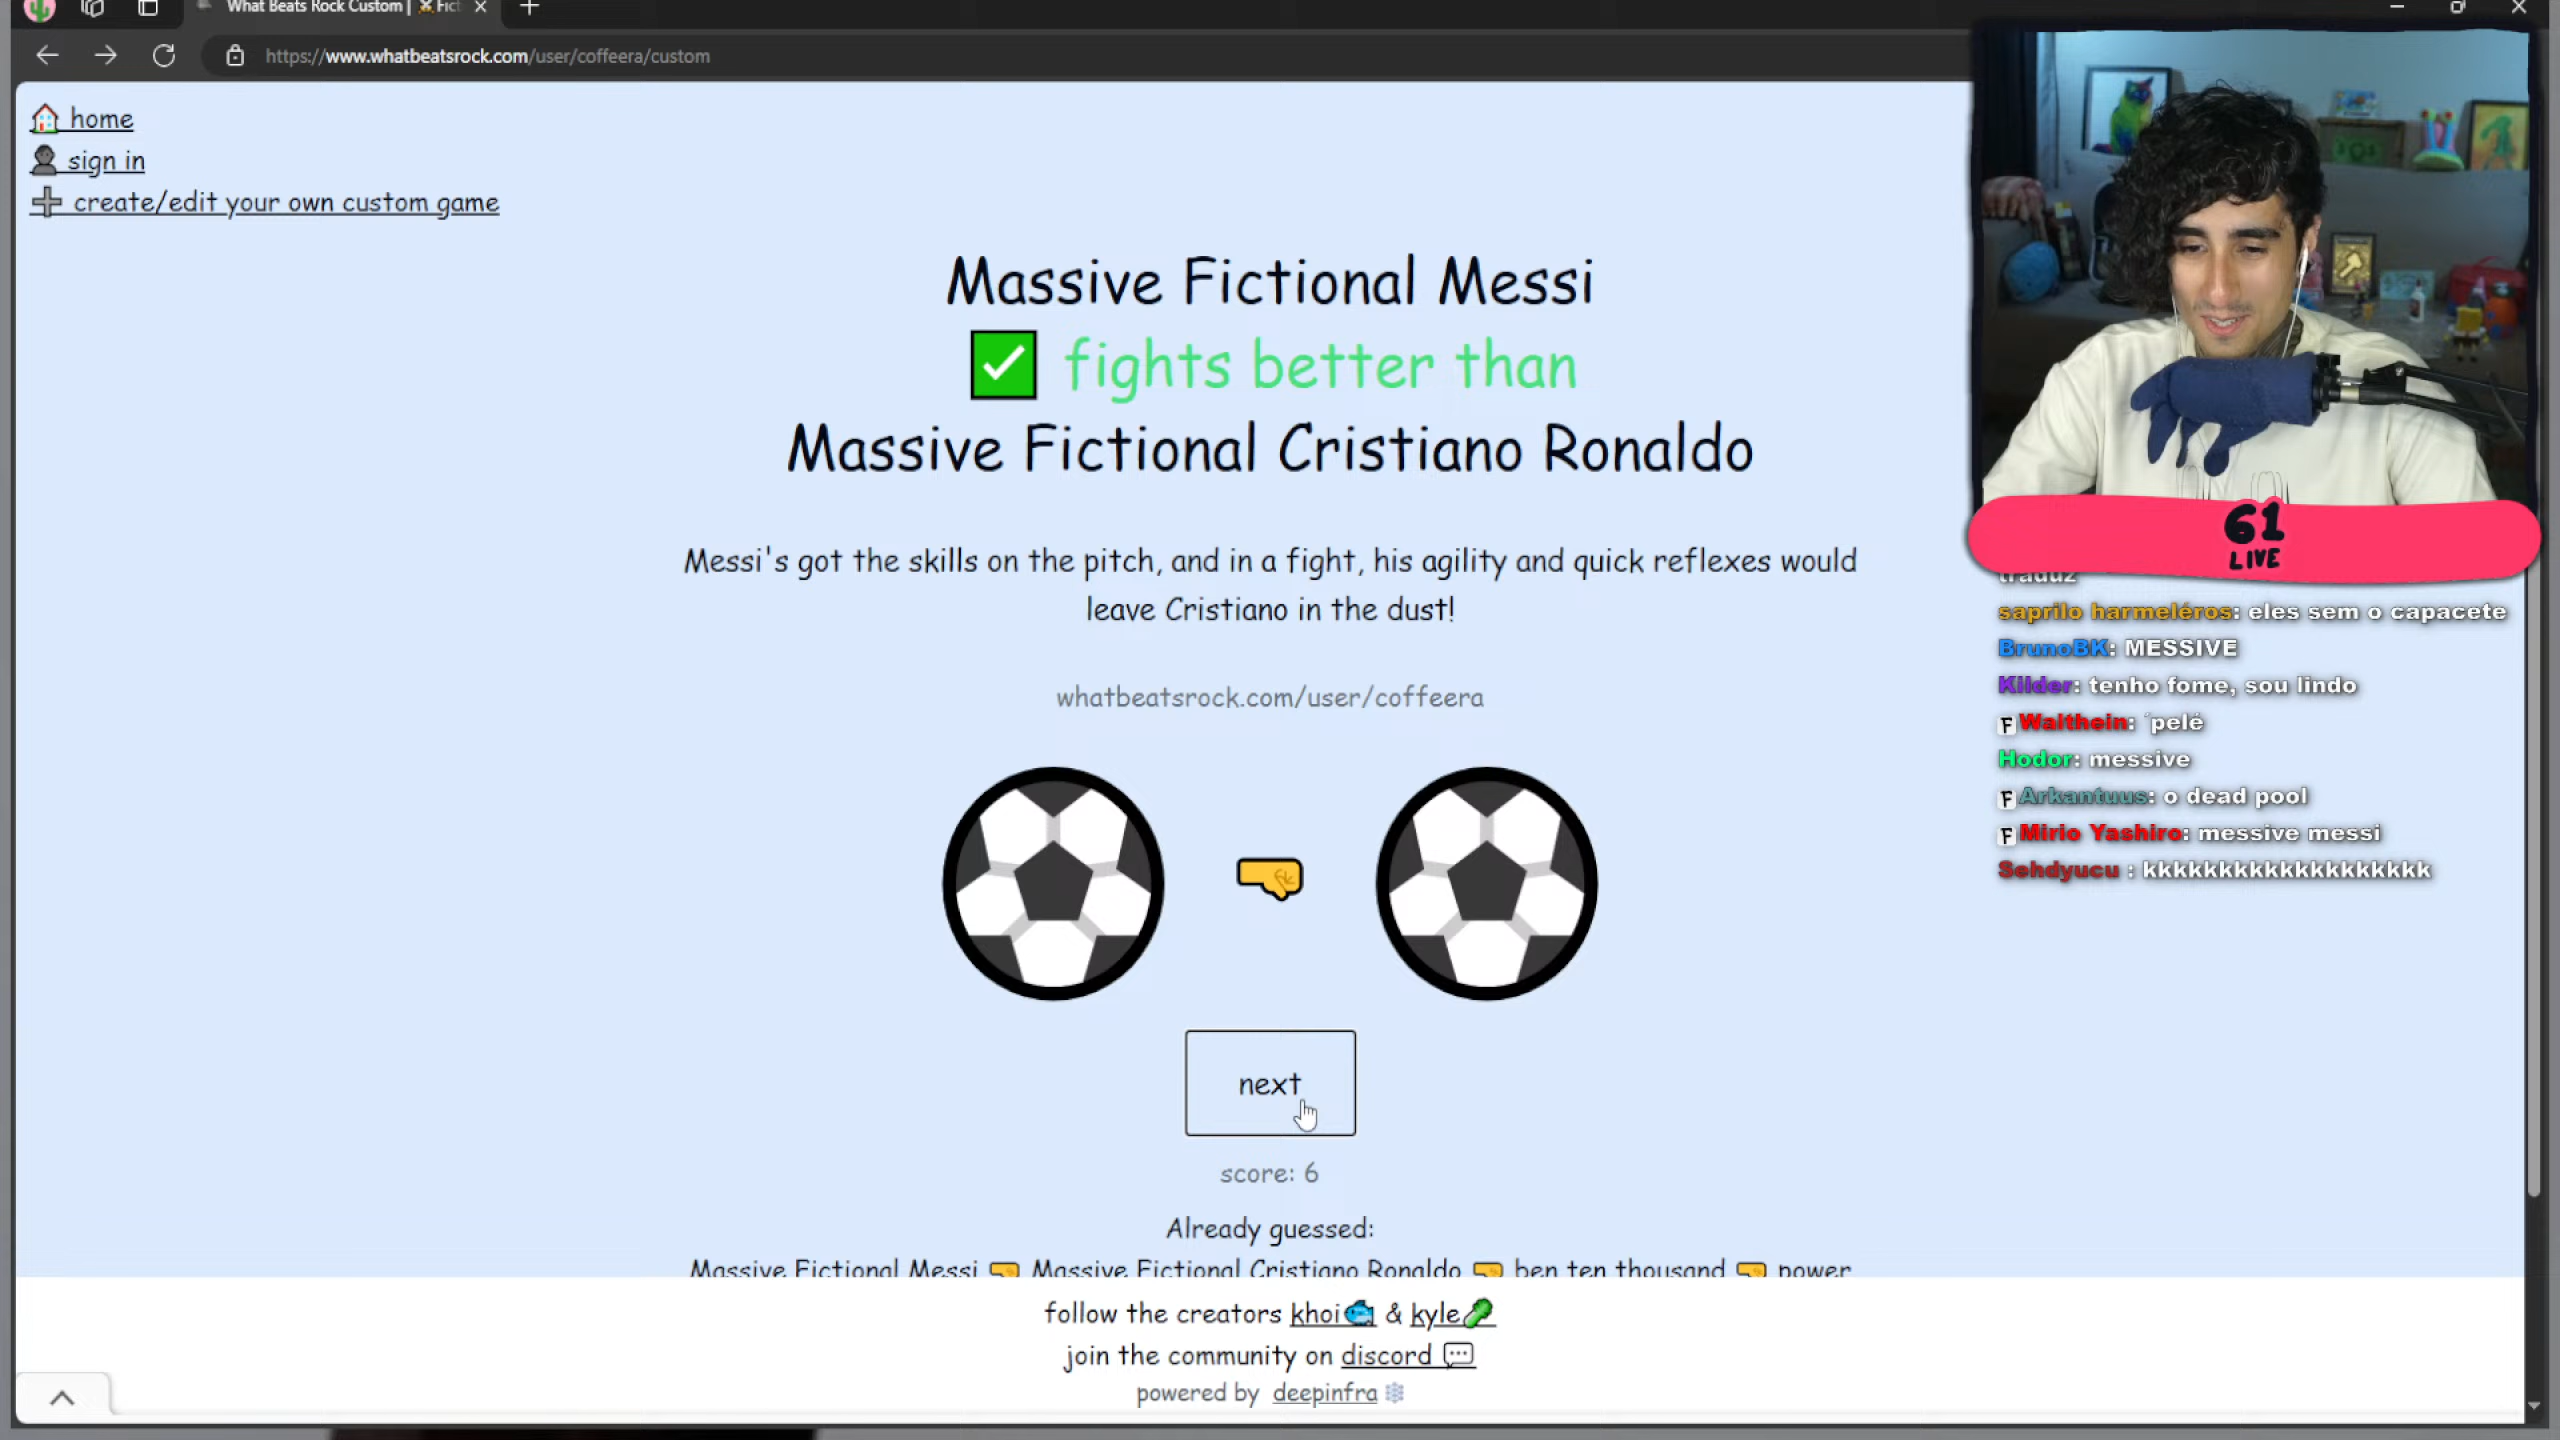 What Beats Rock Custom | ⚔️Fict
https://www.whatbeatsrock.com/user/coffeera/custom
home
sign in
create/edit your own custom game
Massive Fictional Messi
fights better than
Massive Fictional Cristiano Ronaldo
Messi's got the skills on the pitch, and in a fight, his agility and quick reflexes would
leave Cristiano in the dust!
whatbeatsrock.com/user/coffeera
next
score: 6
Already guessed:
Massive Fictional Messi 🤜 Massive Fictional Cristiano Ronaldo 🤜 ben ten thousand 🤜 power
follow the creators khoi & kyle
join the community on discord
powered by deepinfra
61
LIVE
traduz
saprilo harmeléros: eles sem o capacete
BrunoBK: MESSIVE
Kilder: tenho fome, sou lindo
F Walthein: ´pelé
Hodor: messive
F Arkantuus: o dead pool
F Mirio Yashiro: messive messi
Sehdyucu : kkkkkkkkkkkkkkkkkkk